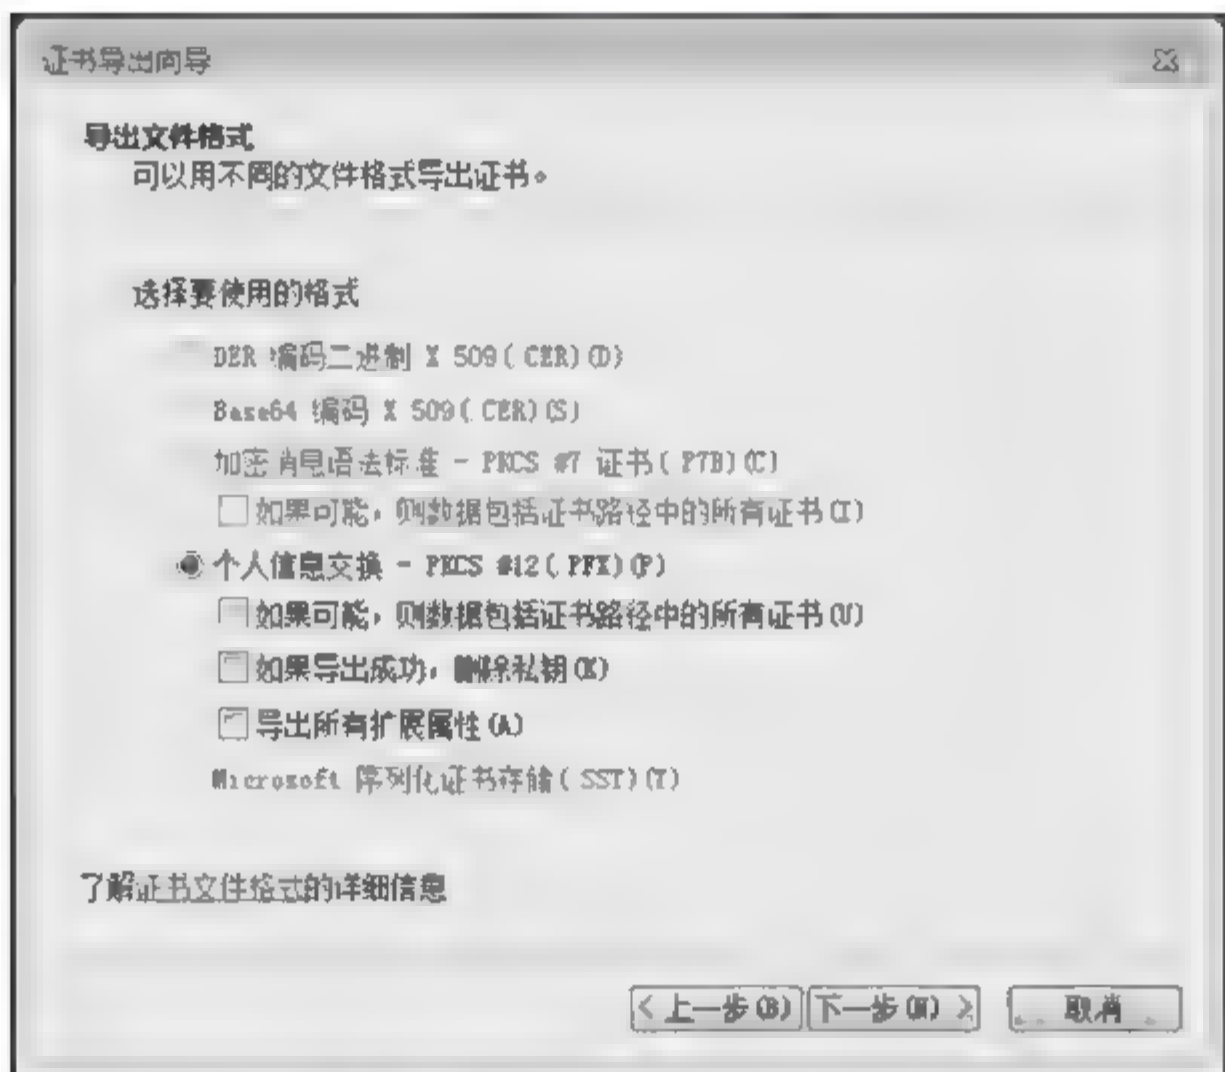 证书导出向导
导出文件格式
可以用不同的文件格式导出证书。
选择要使用的格式
DER 编码二进制 X 509( CER)(D)
Base64 编码 X 509( CER)(S)
加密消息语法标准 - PKCS #7 证书( P7B)(C)
如果可能，则数据包括证书路径中的所有证书(I)
个人信息交换 - PKCS #12( PFX)(P)
如果可能，则数据包括证书路径中的所有证书(U)
如果导出成功，删除私钥(K)
导出所有扩展属性(A)
Microsoft 序列化证书存储( SST)(T)
了解证书文件格式的详细信息
< 上一步(B) 下一步(N) > 取消